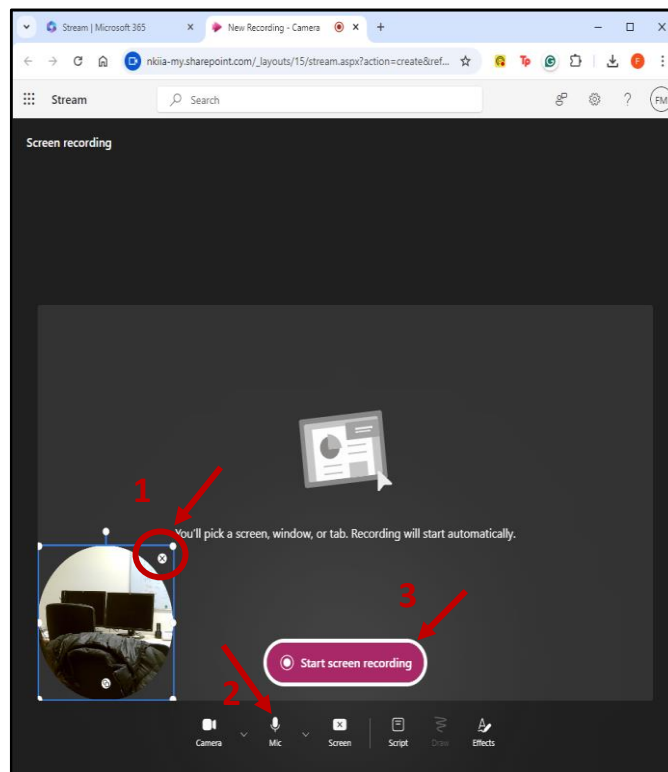 Stream | Microsoft 365
New Recording - Camera
nkiia-my.sharepoint.com/_layouts/15/stream.aspx?action=create&ref...
Stream
Search
FM
Screen recording
1
You'll pick a screen, window, or tab. Recording will start automatically.
3
Start screen recording
2
Camera
Mic
Screen
Script
Draw
Effects